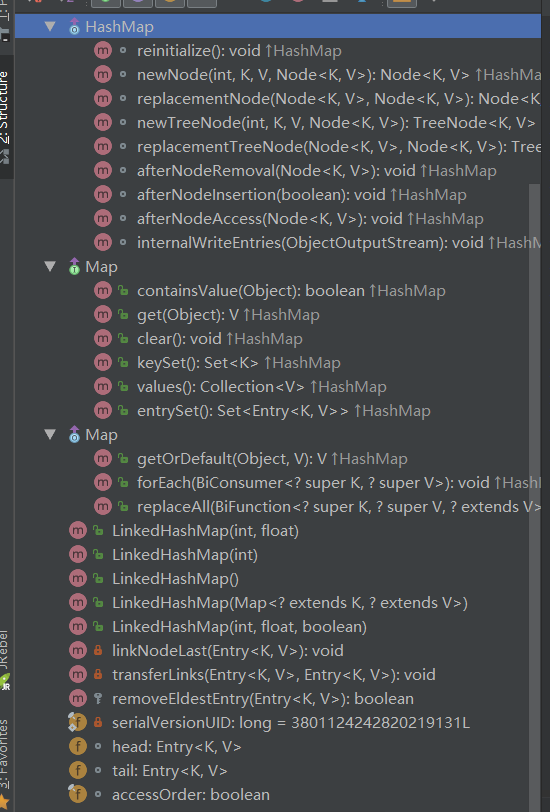 HashMap
reinitialize(): void ↑HashMap
newNode(int, K, V, Node<K, V>): Node<K, V> ↑HashMa
replacementNode(Node<K, V>, Node<K, V>): Node<K
newTreeNode(int, K, V, Node<K, V>): TreeNode<K, V>
replacementTreeNode(Node<K, V>, Node<K, V>): Tree
afterNodeRemoval(Node<K, V>): void ↑HashMap
afterNodeInsertion(boolean): void ↑HashMap
afterNodeAccess(Node<K, V>): void ↑HashMap
internalWriteEntries(ObjectOutputStream): void ↑HashM
Map
containsValue(Object): boolean ↑HashMap
get(Object): V ↑HashMap
clear(): void ↑HashMap
keySet(): Set<K> ↑HashMap
values(): Collection<V> ↑HashMap
entrySet(): Set<Entry<K, V>> ↑HashMap
Map
getOrDefault(Object, V): V ↑HashMap
forEach(BiConsumer<? super K, ? super V>): void ↑Hash
replaceAll(BiFunction<? super K, ? super V, ? extends V>
LinkedHashMap(int, float)
LinkedHashMap(int)
LinkedHashMap()
LinkedHashMap(Map<? extends K, ? extends V>)
LinkedHashMap(int, float, boolean)
linkNodeLast(Entry<K, V>): void
transferLinks(Entry<K, V>, Entry<K, V>): void
removeEldestEntry(Entry<K, V>): boolean
serialVersionUID: long = 3801124242820219131L
head: Entry<K, V>
tail: Entry<K, V>
accessOrder: boolean
2: Structure
JRebel
JR
3: Favorites